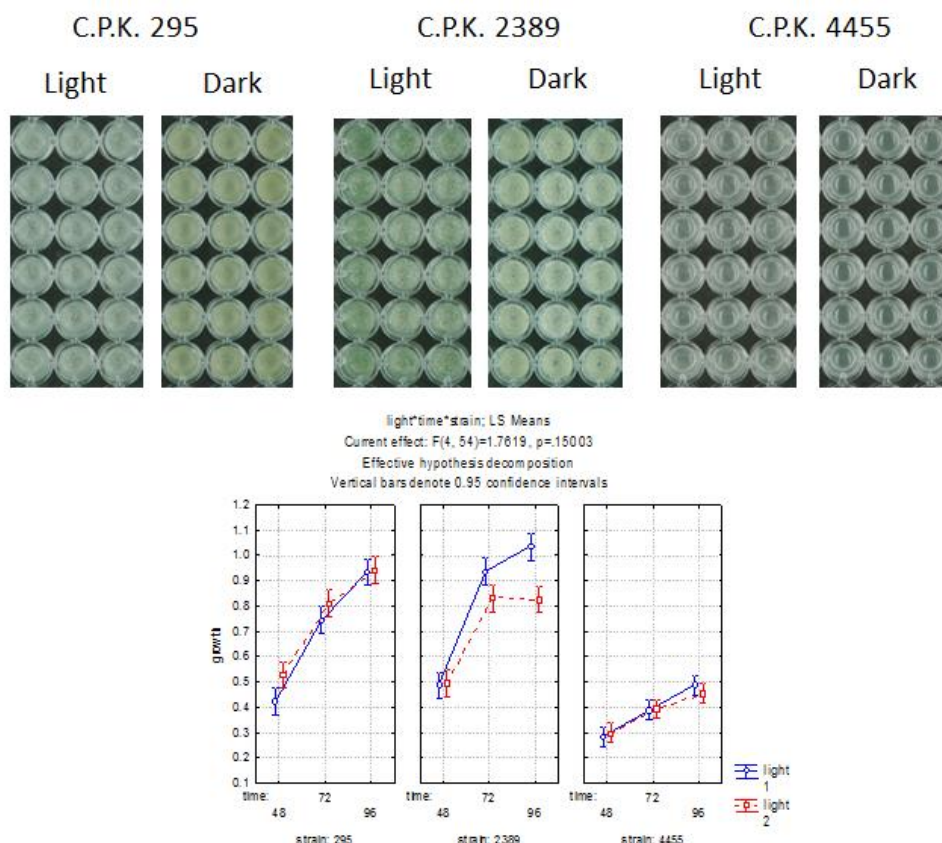 C.P.K. 295 C.P.K. 2389 C.P.K. 4455
Light Dark Light Dark Light Dark
light*time*strain; LS Means
Current effect: F(4, 54)=1.7619, p=.15003
Effective hypothesis decomposition
Vertical bars denote 0.95 confidence intervals
1.2
1.1
1.0
0.9
0.8
0.7
0.6
0.5
0.4
0.3
0.2
0.1
growth
time: 48 72 96
strain: 295
time: 48 72 96
strain: 2389
time: 48 72 96
strain: 4455
light 1
light 2